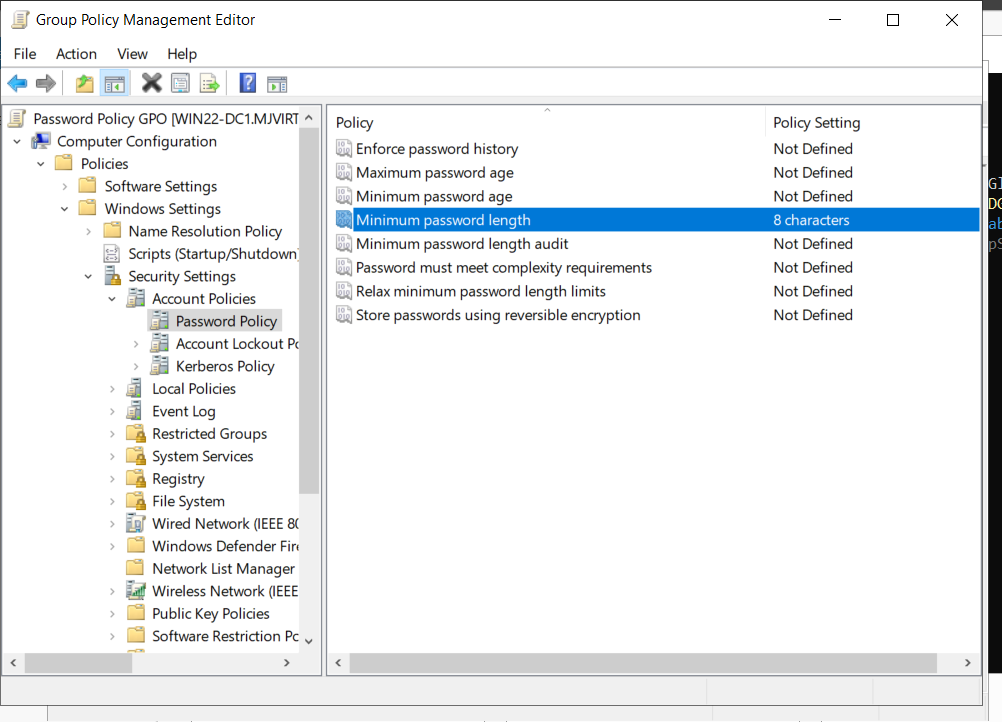 Group Policy Management Editor
File Action View Help
Password Policy GPO [WIN22-DC1.MJVIRT
Computer Configuration
Policies
Software Settings
Windows Settings
Name Resolution Policy
Scripts (Startup/Shutdown)
Security Settings
Account Policies
Password Policy
Account Lockout Po
Kerberos Policy
Local Policies
Event Log
Restricted Groups
System Services
Registry
File System
Wired Network (IEEE 80
Windows Defender Fire
Network List Manager
Wireless Network (IEEE
Public Key Policies
Software Restriction Po
Policy Policy Setting
Enforce password history Not Defined
Maximum password age Not Defined
Minimum password age Not Defined
Minimum password length 8 characters
Minimum password length audit Not Defined
Password must meet complexity requirements Not Defined
Relax minimum password length limits Not Defined
Store passwords using reversible encryption Not Defined